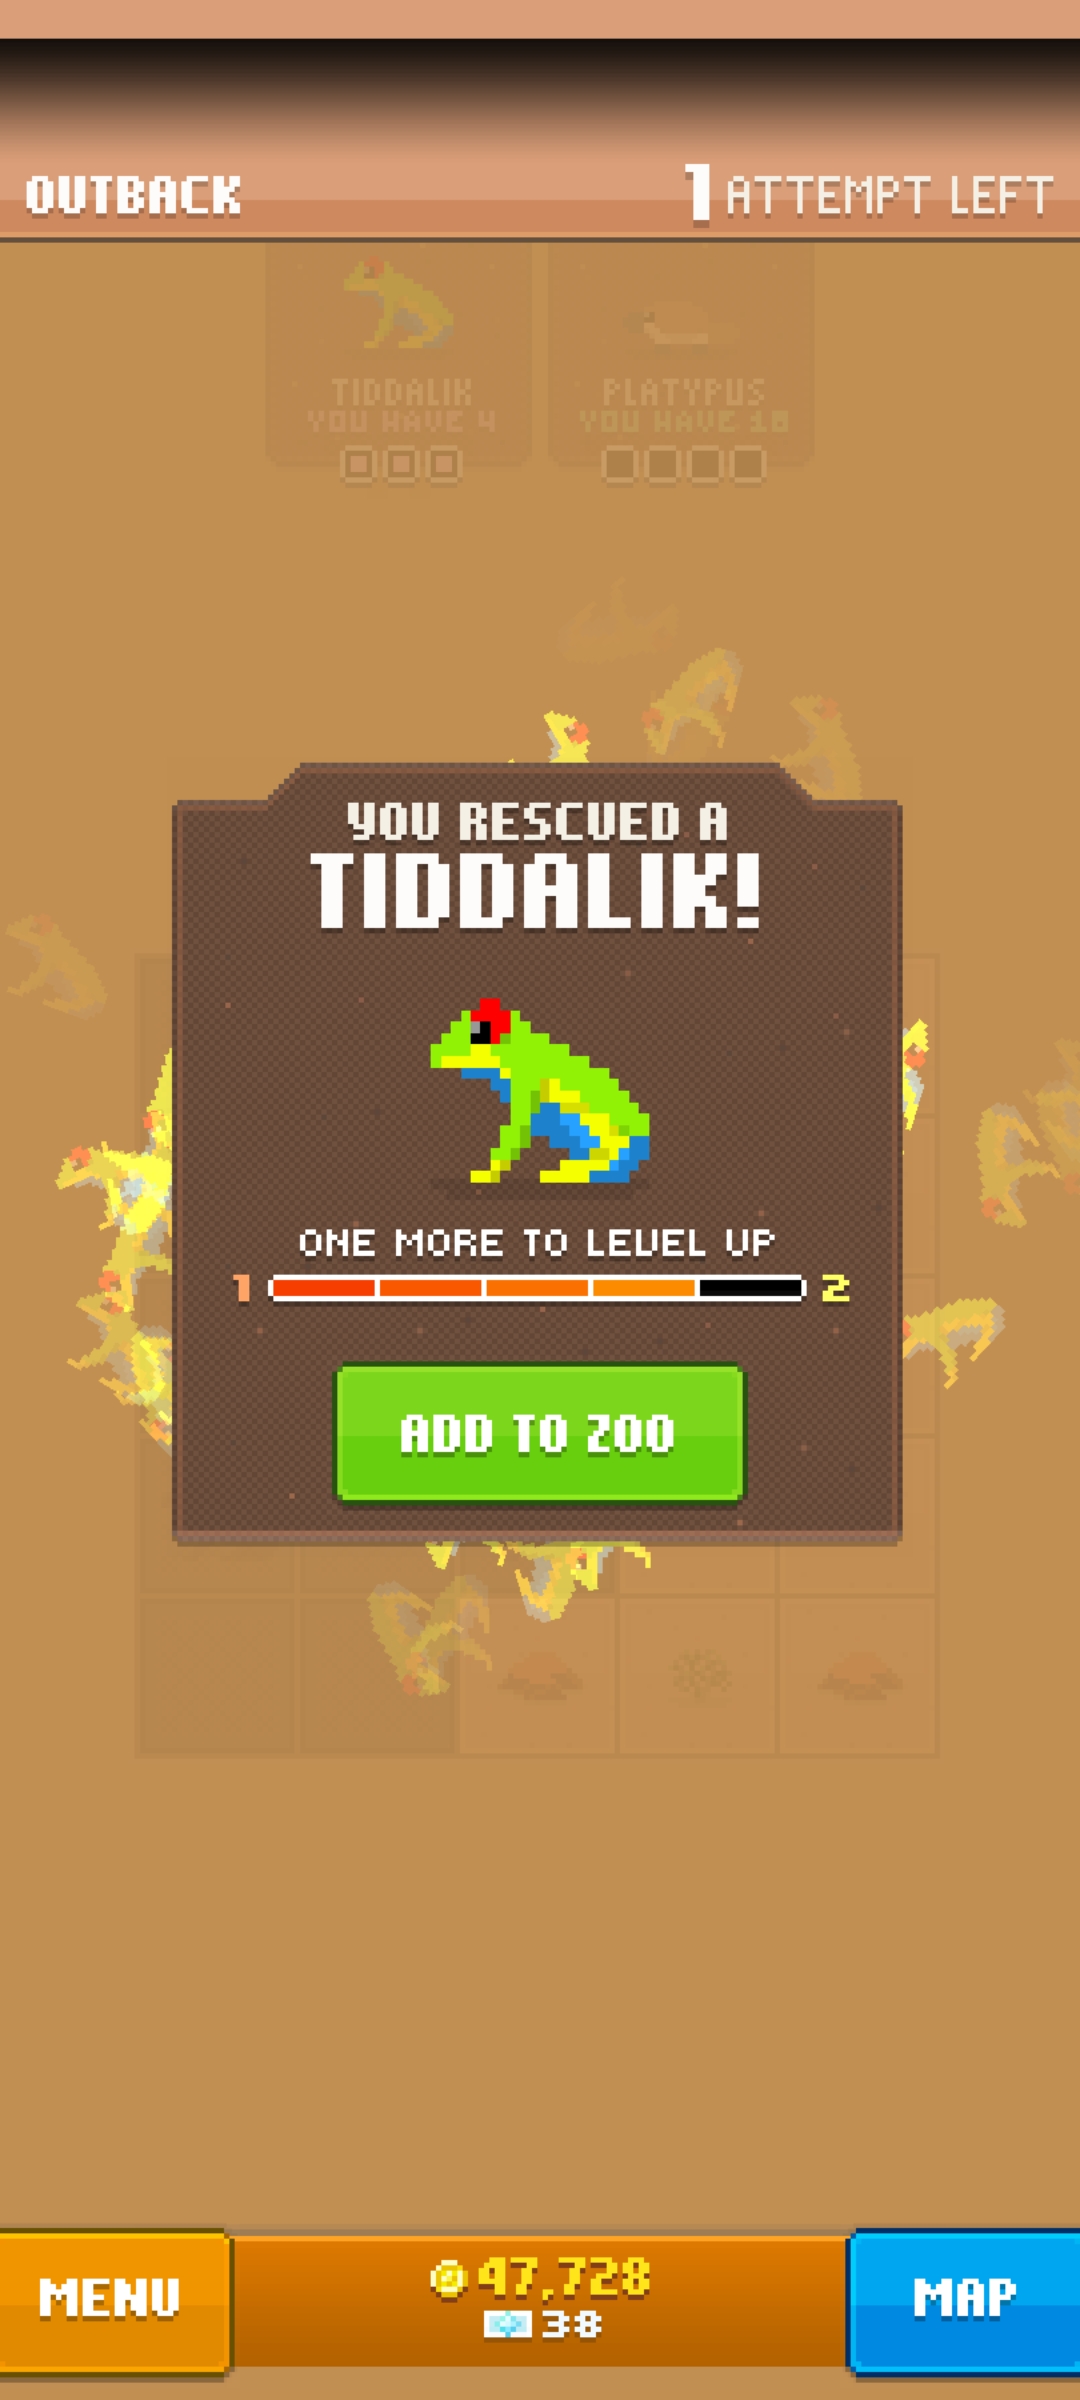 OUTBACK
1 ATTEMPT LEFT
TIDDALIK
YOU HAVE 4
PLATYPUS
YOU HAVE 18
YOU RESCUED A
TIDDALIK!
ONE MORE TO LEVEL UP
1
2
ADD TO ZOO
MENU
47,728
38
MAP